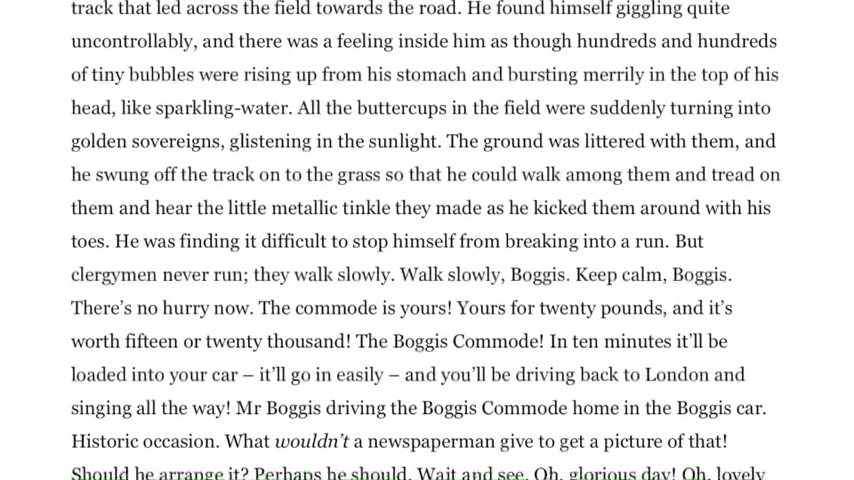 track that led across the field towards the road. He found himself giggling quite
uncontrollably, and there was a feeling inside him as though hundreds and hundreds
of tiny bubbles were rising up from his stomach and bursting merrily in the top of his
head, like sparkling-water. All the buttercups in the field were suddenly turning into
golden sovereigns, glistening in the sunlight. The ground was littered with them, and
he swung off the track on to the grass so that he could walk among them and tread on
them and hear the little metallic tinkle they made as he kicked them around with his
toes. He was finding it difficult to stop himself from breaking into a run. But
clergymen never run; they walk slowly. Walk slowly, Boggis. Keep calm, Boggis.
There’s no hurry now. The commode is yours! Yours for twenty pounds, and it’s
worth fifteen or twenty thousand! The Boggis Commode! In ten minutes it’ll be
loaded into your car – it’ll go in easily – and you’ll be driving back to London and
singing all the way! Mr Boggis driving the Boggis Commode home in the Boggis car.
Historic occasion. What wouldn’t a newspaperman give to get a picture of that!
Should he arrange it? Perhaps he should. Wait and see. Oh, glorious day! Oh, lovely